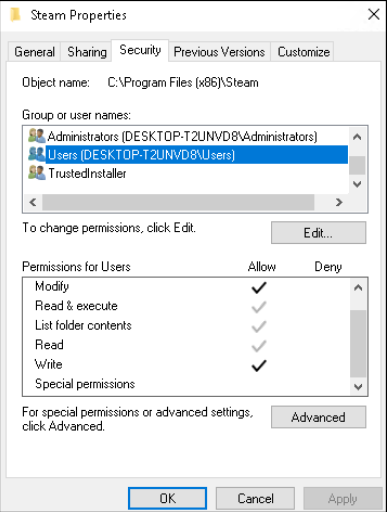 Steam Properties
General Sharing Security Previous Versions Customize
Object name: C:\Program Files (x86)\Steam
Group or user names:
Administrators (DESKTOP-T2UNVD8\Administrators)
Users (DESKTOP-T2UNVD8\Users)
TrustedInstaller
To change permissions, click Edit.
Edit...
Permissions for Users Allow Deny
Modify
Read & execute
List folder contents
Read
Write
Special permissions
For special permissions or advanced settings,
click Advanced.
Advanced
OK Cancel Apply